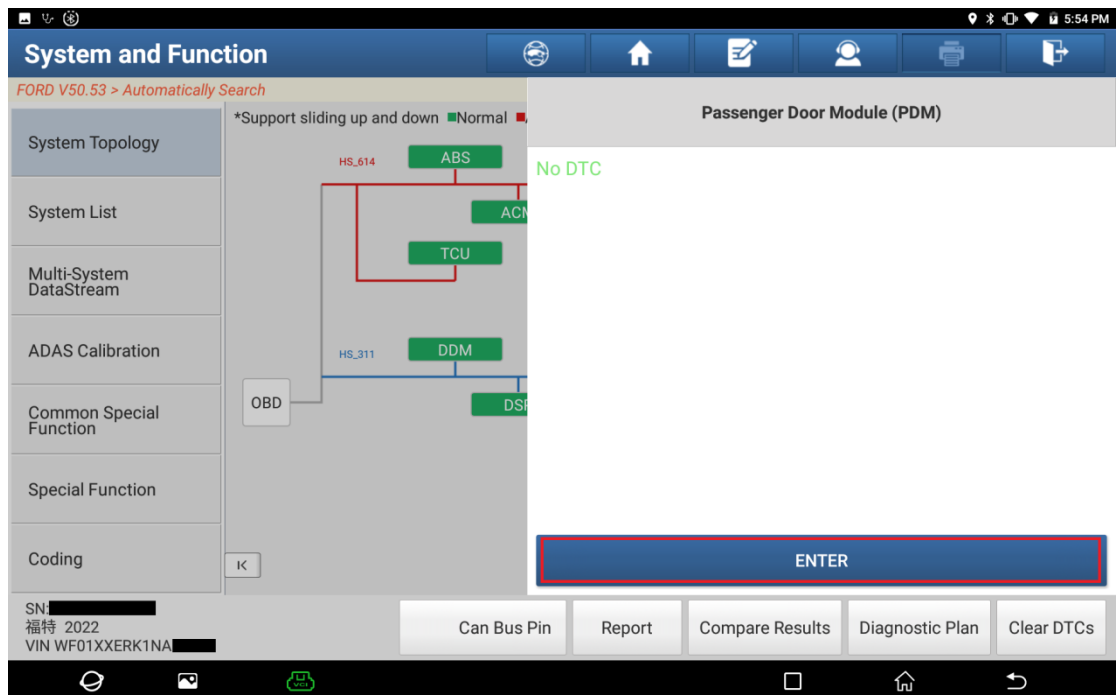 5:54 PM
System and Function
FORD V50.53 > Automatically Search
System Topology
System List
Multi-System
DataStream
ADAS Calibration
Common Special
Function
Special Function
Coding
*Support sliding up and down ■Normal ■
HS_614
ABS
TCU
HS_311
DDM
OBD
Passenger Door Module (PDM)
No DTC
ENTER
SN:
福特 2022
VIN WF01XXERK1NA
Can Bus Pin
Report
Compare Results
Diagnostic Plan
Clear DTCs
VCI